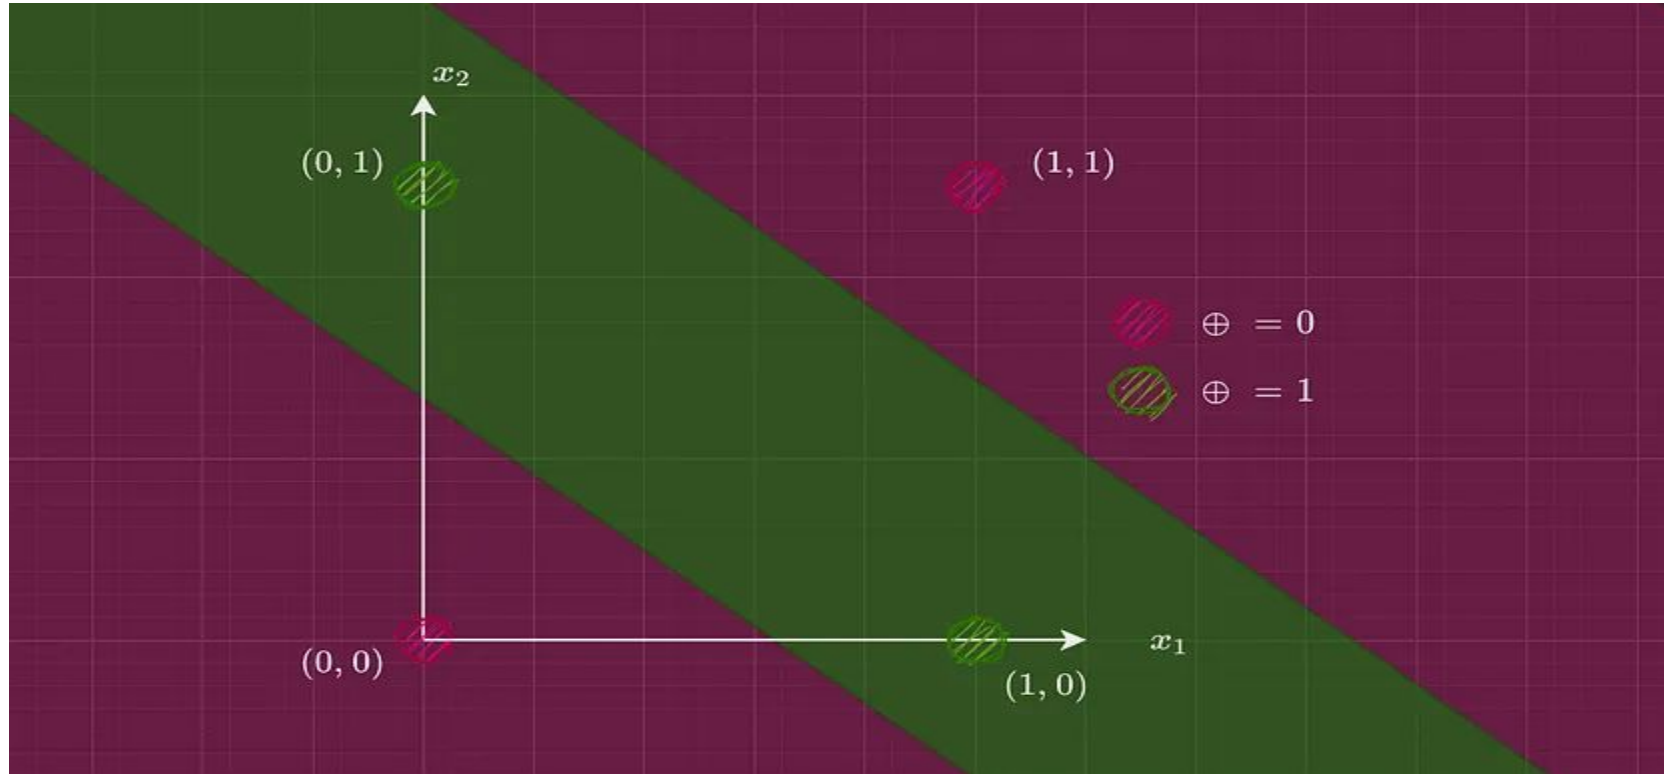 x₂
(0, 1)
(1, 1)
⊕ = 0
⊕ = 1
(0, 0)
x₁
(1, 0)